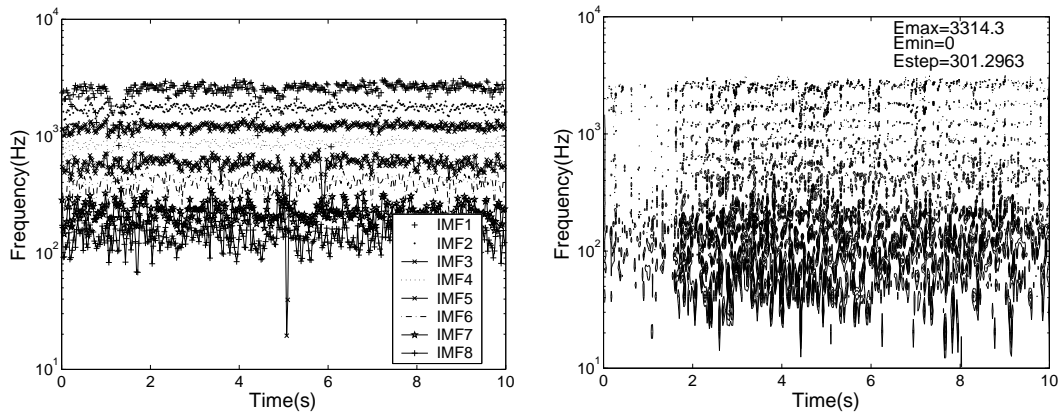 10^4
10^3
10^2
10^1
Frequency(Hz)
0
2
4
6
8
10
Time(s)
IMF1
IMF2
IMF3
IMF4
IMF5
IMF6
IMF7
IMF8
Emax=3314.3
Emin=0
Estep=301.2963
10^4
10^3
10^2
10^1
Frequency(Hz)
0
2
4
6
8
10
Time(s)